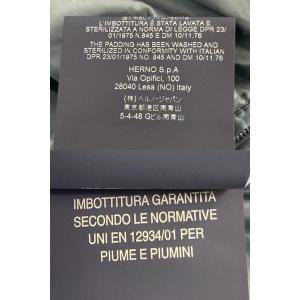 L'IMBOTTITURA È STATA LAVATA E
STERILIZZATA A NORMA DI LEGGE DPR 23/
01/1975 N.845 E DM 10/11.76
THE PADDING HAS BEEN WASHED AND
STERILIZED IN CONFORMITY WITH ITALIAN
DPR 23/01/1975 NO. 845 AND DM 10/11.76
HERNO S.p.A
Via Opifici, 100
28040 Lesa (NO) Italy
(株)ヘルノ・ジャパン
東京都港区南青山
5-4-48 Gビル南青山
IMBOTTITURA GARANTITA
SECONDO LE NORMATIVE
UNI EN 12934/01 PER
PIUME E PIUMINI